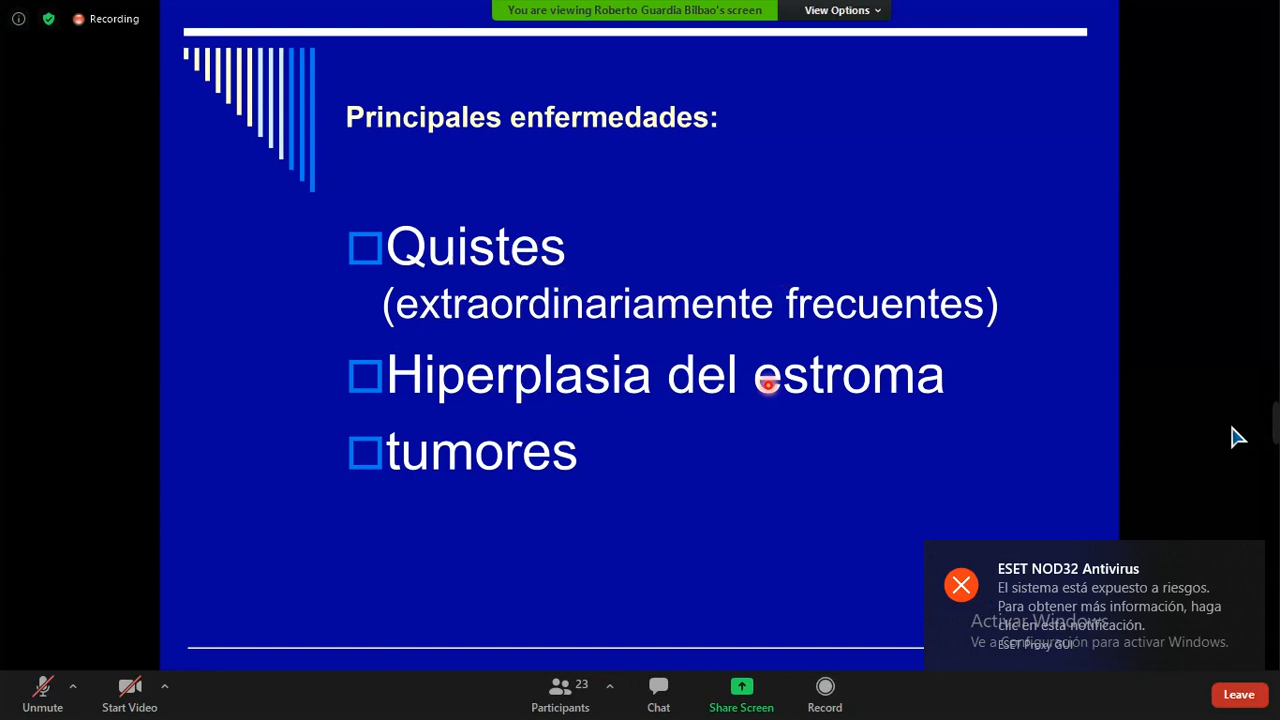 Recording
You are viewing Roberto Guardia Bilbao's screen
View Options
Principales enfermedades:
Quistes
(extraordinariamente frecuentes)
Hiperplasia del estroma
tumores
ESET NOD32 Antivirus
El sistema está expuesto a riesgos.
Para obtener más información, haga
clic en esta notificación.
Activar Windows
Ve a Configuración para activar Windows.
ESET Proxy GUI
Unmute
Start Video
23
Participants
Chat
Share Screen
Record
Leave